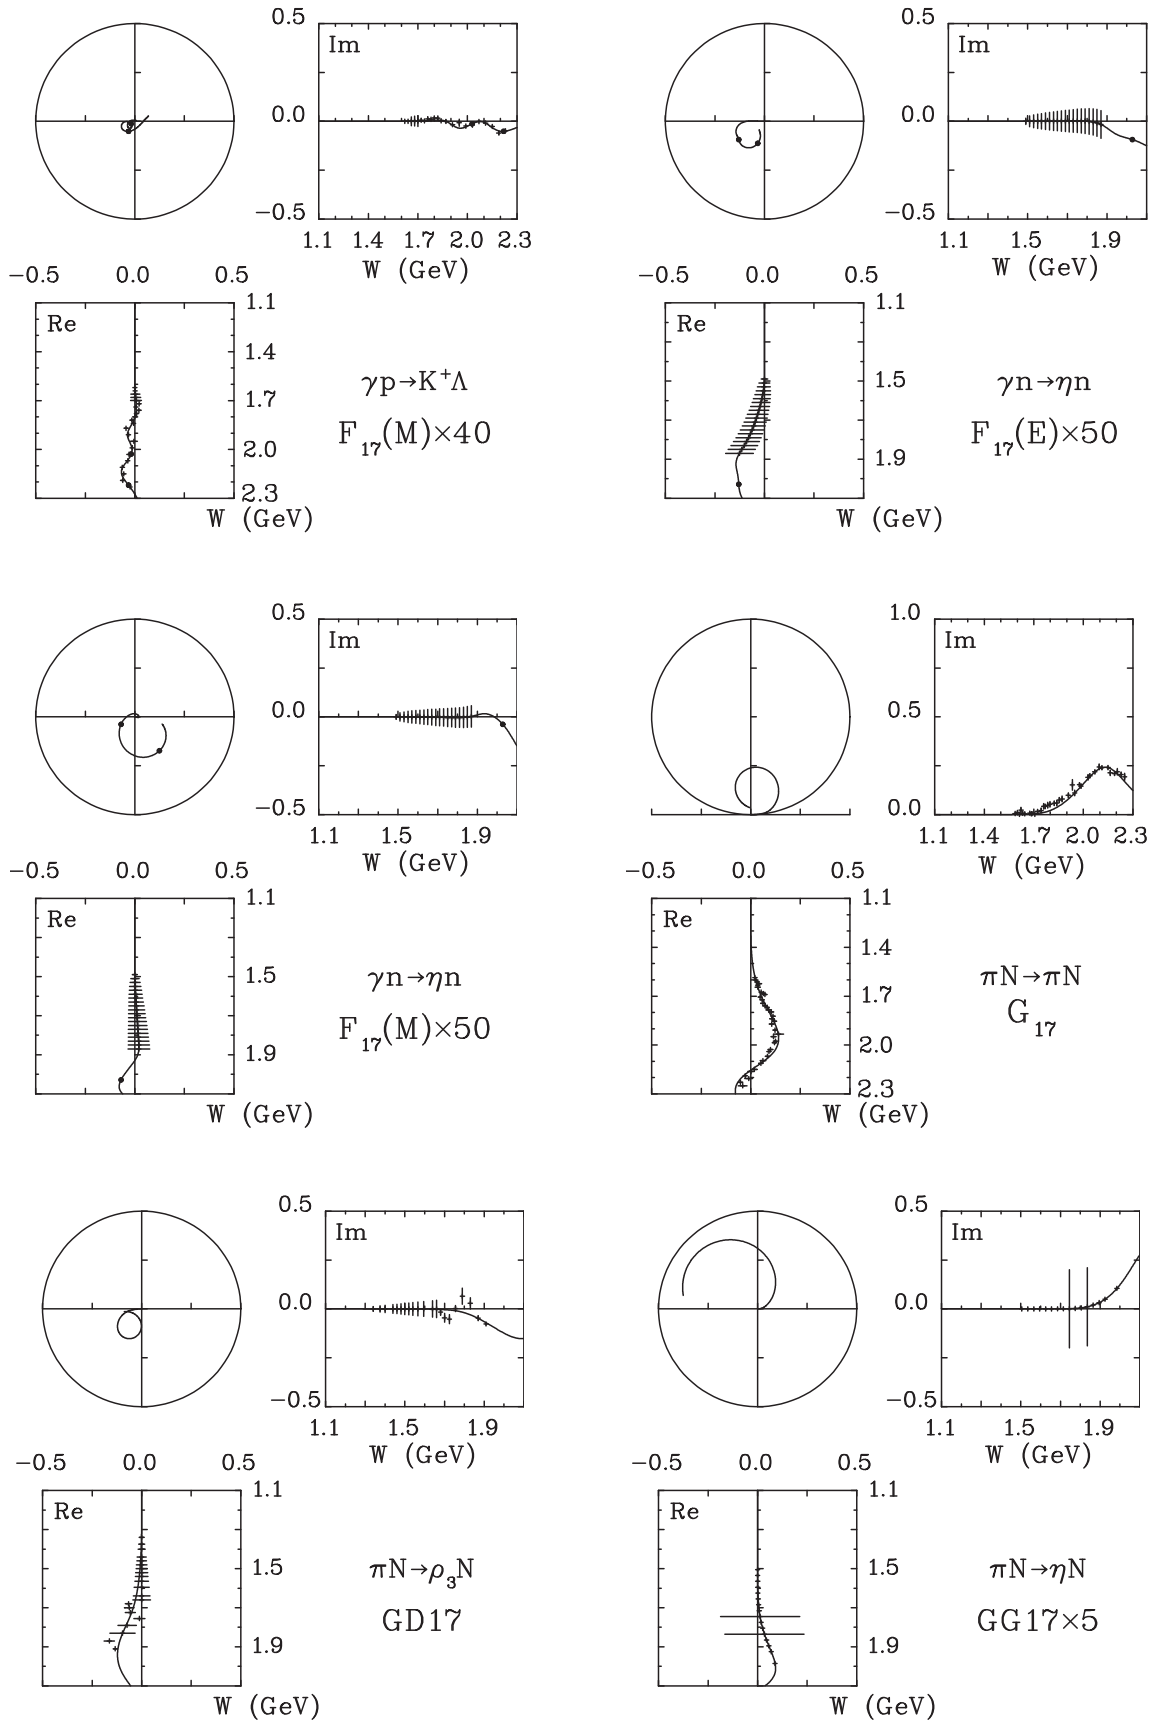 0.5
Im
0.0
−0.5
1.1 1.4 1.7 2.0 2.3
W (GeV)
−0.5 0.0 0.5
Re
1.1
1.4
1.7
2.0
2.3
W (GeV)
γp→K⁺Λ
F₁₇(M)×40
0.5
Im
0.0
−0.5
1.1 1.5 1.9
W (GeV)
−0.5 0.0 0.5
Re
1.1
1.5
1.9
W (GeV)
γn→ηn
F₁₇(E)×50
0.5
Im
0.0
−0.5
1.1 1.5 1.9
W (GeV)
−0.5 0.0 0.5
Re
1.1
1.5
1.9
W (GeV)
γn→ηn
F₁₇(M)×50
1.0
Im
0.5
0.0
1.1 1.4 1.7 2.0 2.3
W (GeV)
−0.5 0.0 0.5
Re
1.1
1.4
1.7
2.0
2.3
W (GeV)
πN→πN
G₁₇
0.5
Im
0.0
−0.5
1.1 1.5 1.9
W (GeV)
−0.5 0.0 0.5
Re
1.1
1.5
1.9
W (GeV)
πN→ρ₃N
GD17
0.5
Im
0.0
−0.5
1.1 1.5 1.9
W (GeV)
−0.5 0.0 0.5
Re
1.1
1.5
1.9
W (GeV)
πN→ηN
GG17×5